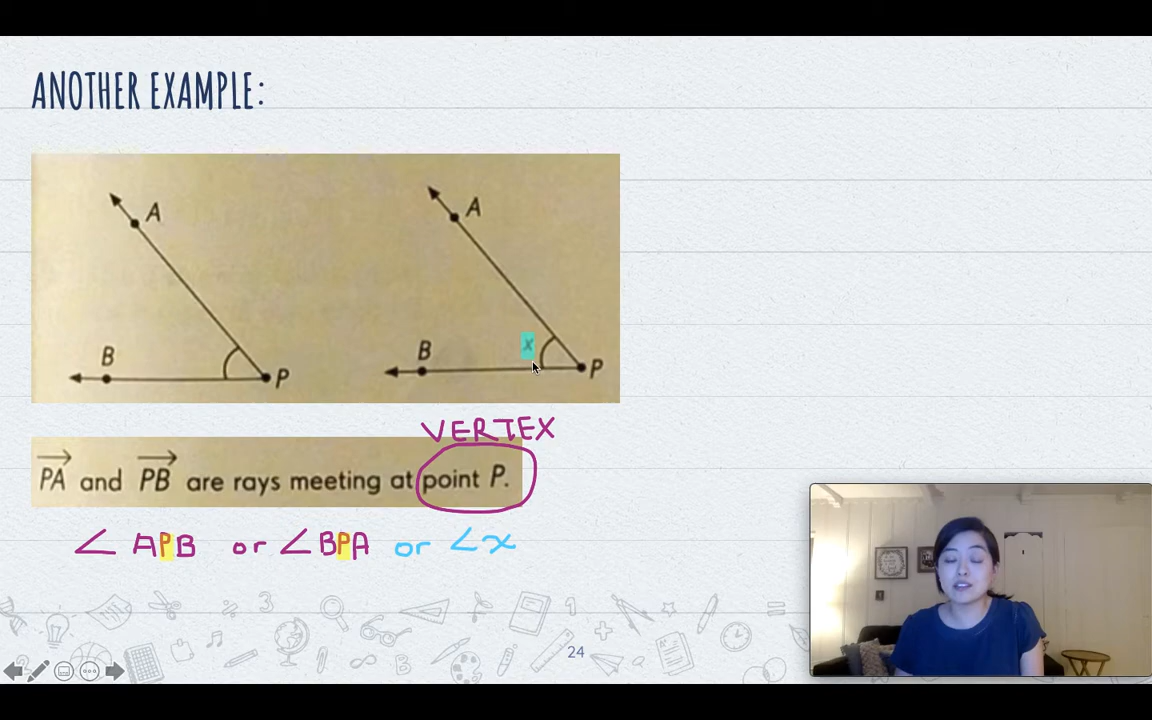 ANOTHER EXAMPLE:
A
B
P
A
B
x
P
VERTEX
PA and PB are rays meeting at point P.
∠ APB or ∠BPA or ∠x
24